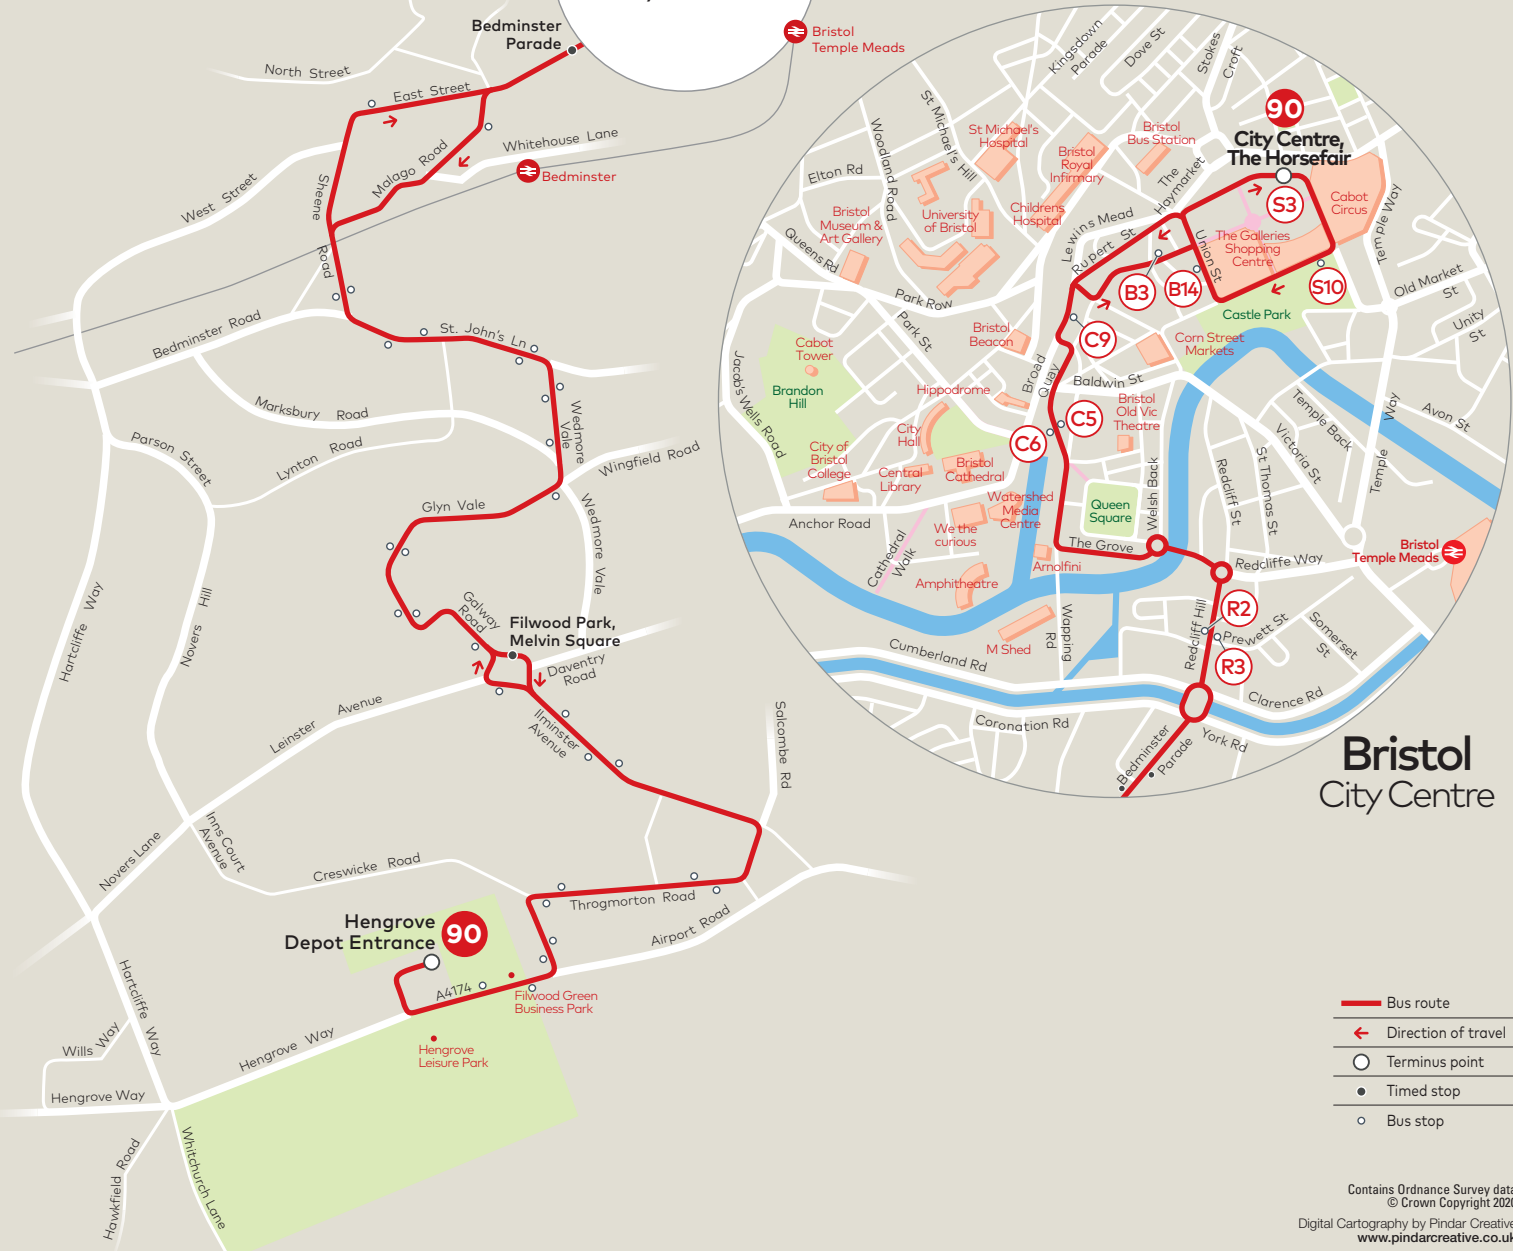 Bedminster
Parade
North Street
East Street
Whitehouse Lane
Malago Road
Bedminster
Bristol
Temple Meads
West Street
Sheene
Road
Bedminster Road
St. John's Ln
Marksbury Road
Wedmore
Vale
Parson Street
Lynton Road
Wingfield Road
Glyn Vale
Wedmore Vale
Hartcliffe Way
Novers Hill
Galway
Road
Filwood Park,
Melvin Square
Daventry
Road
Leinster Avenue
Ilminster
Avenue
Salcombe Rd
Novers Lane
Inns Court
Avenue
Creswicke Road
Throgmorton Road
Airport Road
Hengrove
Depot Entrance
90
A4174
Filwood Green
Business Park
Hengrove
Leisure Park
Hartcliffe Way
Hengrove Way
Wills Way
Hengrove Way
Hawkfield Road
Whitchurch Lane
Kingsdown
Parade
Dove St
Stokes
Croft
90
City Centre,
The Horsefair
St Michael's Hill
Woodland Road
St Michael's
Hospital
Bristol
Royal
Infirmary
Bristol
Bus Station
The
Haymarket
Elton Rd
Bristol
Museum &
Art Gallery
University
of Bristol
Childrens
Hospital
Lewins Mead
Rupert St
Union St
S3
Cabot
Circus
The Galleries
Shopping
Centre
Temple Way
Queens Rd
Park Row
Park St
B3
B14
S10
Old Market
St
Unity
St
Castle Park
C9
Corn Street
Markets
Bristol
Beacon
Cabot
Tower
Brandon
Hill
Jacob's Wells Road
Broad
Quay
Baldwin St
Hippodrome
C5
C6
Bristol
Old Vic
Theatre
City
Hall
City of
Bristol
College
Central
Library
Bristol
Cathedral
Watershed
Media
Centre
Temple Back
Victoria St
Temple
Way
Avon St
Welsh Back
Redcliff St
St Thomas St
Queen
Square
Anchor Road
We the
curious
Cathedral
Walk
The Grove
Arnolfini
Amphitheatre
Redcliffe Way
Bristol
Temple Meads
M Shed
Wapping
Rd
Redcliff Hill
R2
Prewett St
R3
Somerset
St
Cumberland Rd
Clarence Rd
Coronation Rd
York Rd
Bedminster
Parade
Bristol
City Centre
Bus route
Direction of travel
Terminus point
Timed stop
Bus stop
Contains Ordnance Survey data
© Crown Copyright 2020
Digital Cartography by Pindar Creative
www.pindarcreative.co.uk